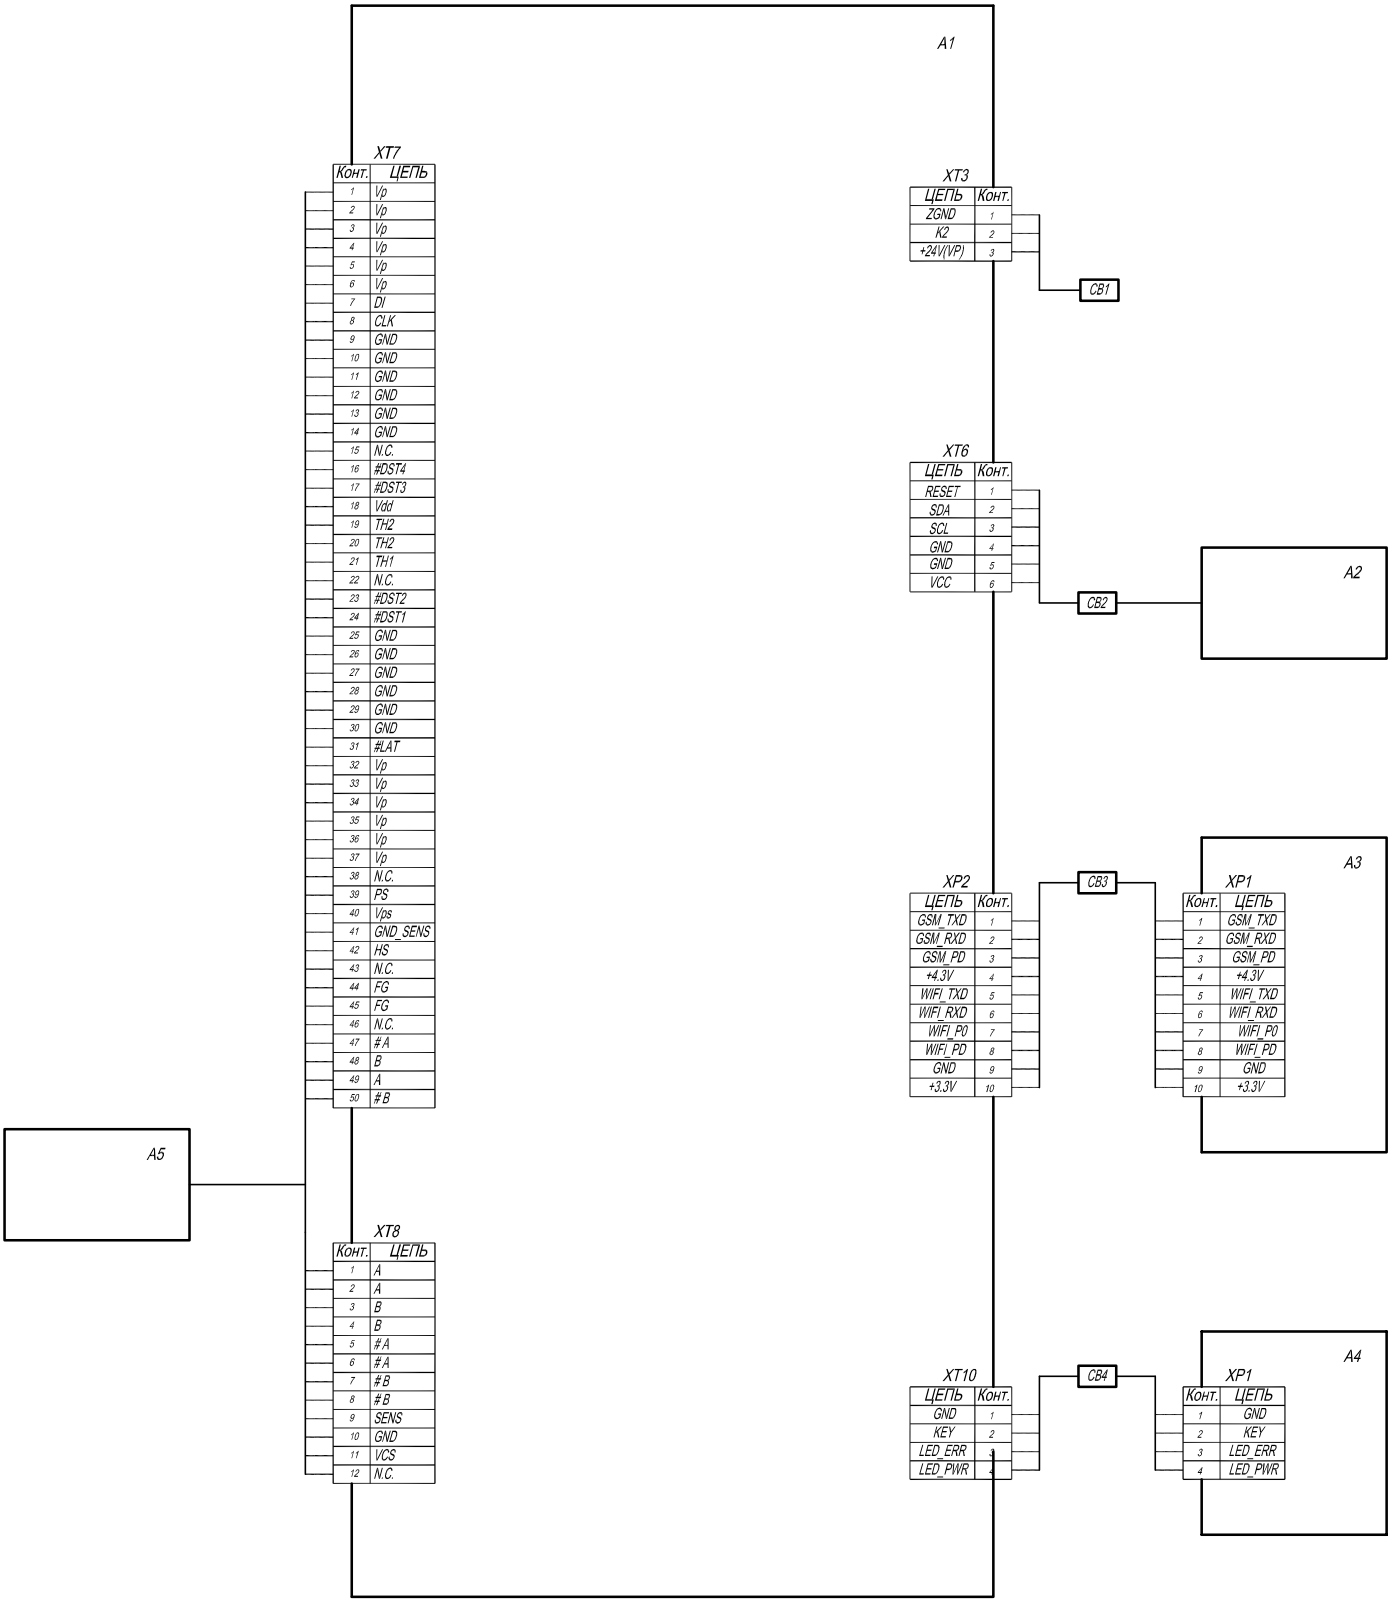 A1
XT7
Конт. ЦЕПЬ
1 Vp
2 Vp
3 Vp
4 Vp
5 Vp
6 Vp
7 DI
8 CLK
9 GND
10 GND
11 GND
12 GND
13 GND
14 GND
15 N.C.
16 #DST4
17 #DST3
18 Vdd
19 TH2
20 TH2
21 TH1
22 N.C.
23 #DST2
24 #DST1
25 GND
26 GND
27 GND
28 GND
29 GND
30 GND
31 #LAT
32 Vp
33 Vp
34 Vp
35 Vp
36 Vp
37 Vp
38 N.C.
39 PS
40 Vps
41 GND_SENS
42 HS
43 N.C.
44 FG
45 FG
46 N.C.
47 # A
48 B
49 A
50 # B
A5
XT8
Конт. ЦЕПЬ
1 A
2 A
3 B
4 B
5 # A
6 # A
7 # B
8 # B
9 SENS
10 GND
11 VCS
12 N.C.
XT3
ЦЕПЬ Конт.
ZGND 1
K2 2
+24V(VP) 3
CB1
XT6
ЦЕПЬ Конт.
RESET 1
SDA 2
SCL 3
GND 4
GND 5
VCC 6
CB2
A2
XP2
ЦЕПЬ Конт.
GSM_TXD 1
GSM_RXD 2
GSM_PD 3
+4.3V 4
WIFI_TXD 5
WIFI_RXD 6
WIFI_P0 7
WIFI_PD 8
GND 9
+3.3V 10
CB3
A3
XP1
Конт. ЦЕПЬ
1 GSM_TXD
2 GSM_RXD
3 GSM_PD
4 +4.3V
5 WIFI_TXD
6 WIFI_RXD
7 WIFI_P0
8 WIFI_PD
9 GND
10 +3.3V
XT10
ЦЕПЬ Конт.
GND 1
KEY 2
LED_ERR 3
LED_PWR 4
CB4
A4
XP1
Конт. ЦЕПЬ
1 GND
2 KEY
3 LED_ERR
4 LED_PWR